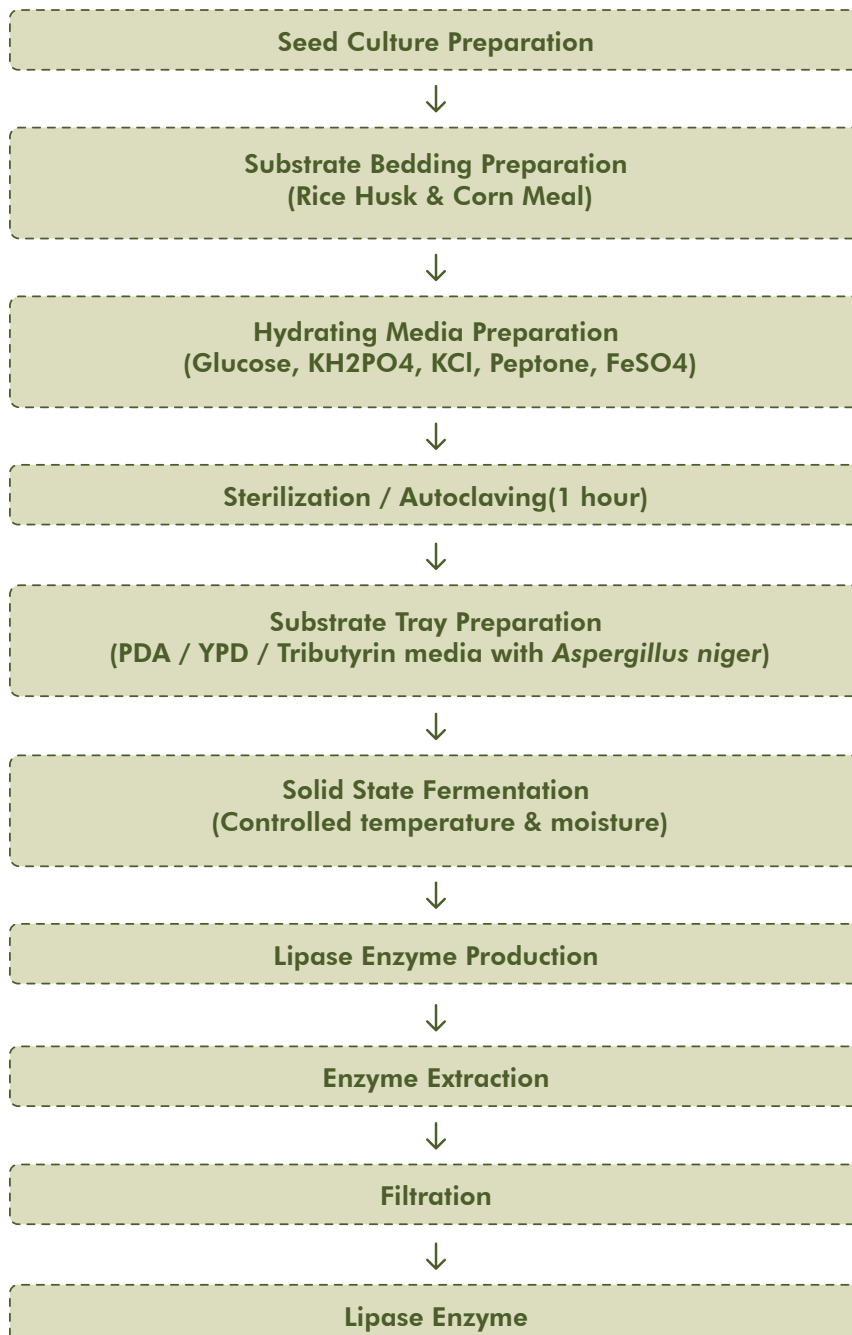 Seed Culture Preparation
Substrate Bedding Preparation
(Rice Husk & Corn Meal)
Hydrating Media Preparation
(Glucose, KH2PO4, KCl, Peptone, FeSO4)
Sterilization / Autoclaving(1 hour)
Substrate Tray Preparation
(PDA / YPD / Tributyrin media with Aspergillus niger)
Solid State Fermentation
(Controlled temperature & moisture)
Lipase Enzyme Production
Enzyme Extraction
Filtration
Lipase Enzyme